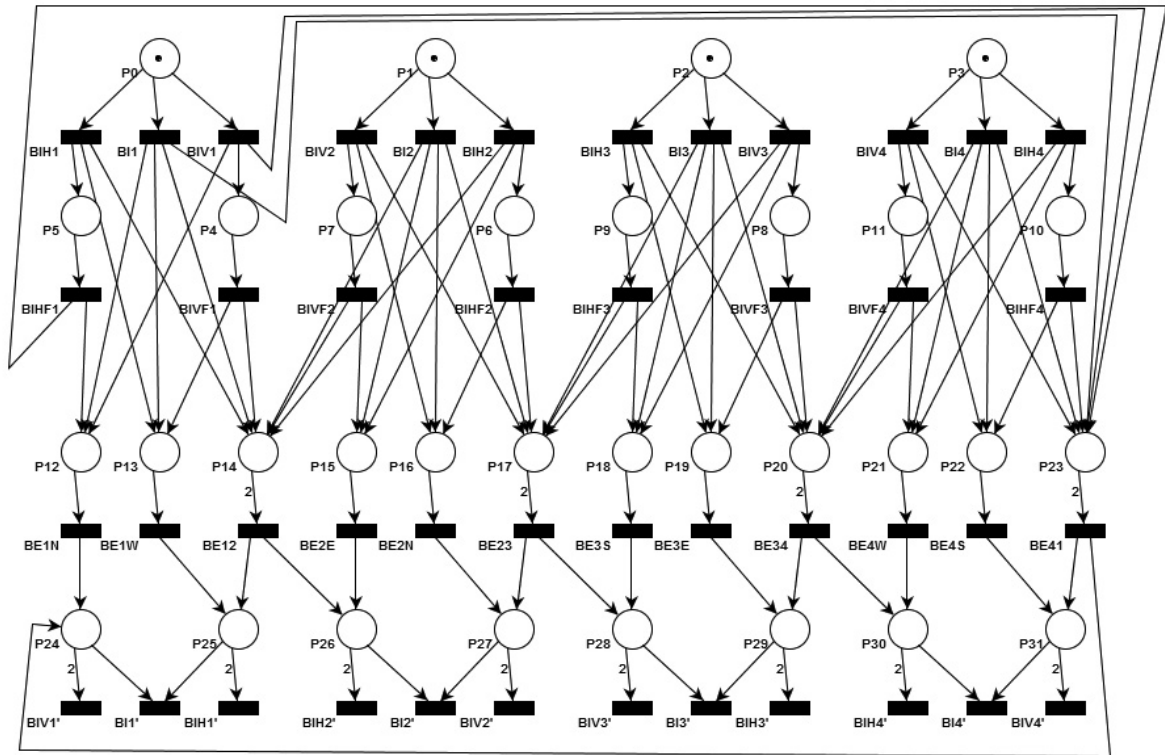 P0 P1 P2 P3
BIH1 BI1 BIV1 BIV2 BI2 BIH2 BIH3 BI3 BIV3 BIV4 BI4 BIH4
P5 P4 P7 P6 P9 P8 P11 P10
BIHF1 BIVF1 BIVF2 BIHF2 BIHF3 BIVF3 BIVF4 BIHF4
P12 P13 P14 P15 P16 P17 P18 P19 P20 P21 P22 P23
2 2 2 2
BE1N BE1W BE12 BE2E BE2N BE23 BE3S BE3E BE34 BE4W BE4S BE41
P24 P25 P26 P27 P28 P29 P30 P31
2 2 2 2 2 2 2 2
BIV1' BI1' BIH1' BIH2' BI2' BIV2' BIV3' BI3' BIH3' BIH4' BI4' BIV4'